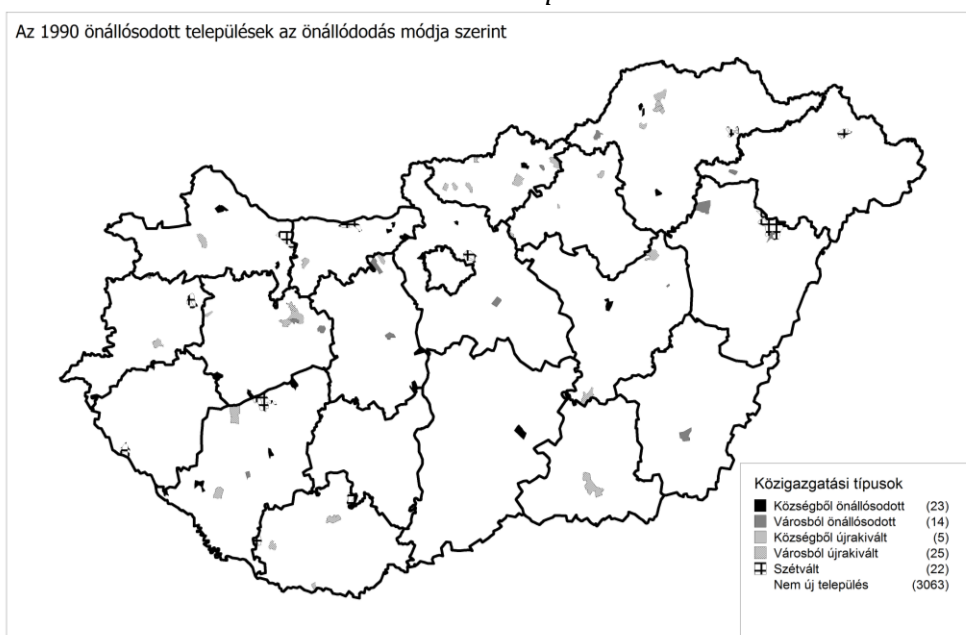 Az 1990 önállósodott települések az önállódodás módja szerint
Közigazgatási típusok
Községből önállósodott (23)
Városból önállósodott (14)
Községből újrakivált (5)
Városból újrakivált (25)
Szétvált (22)
Nem új település (3063)